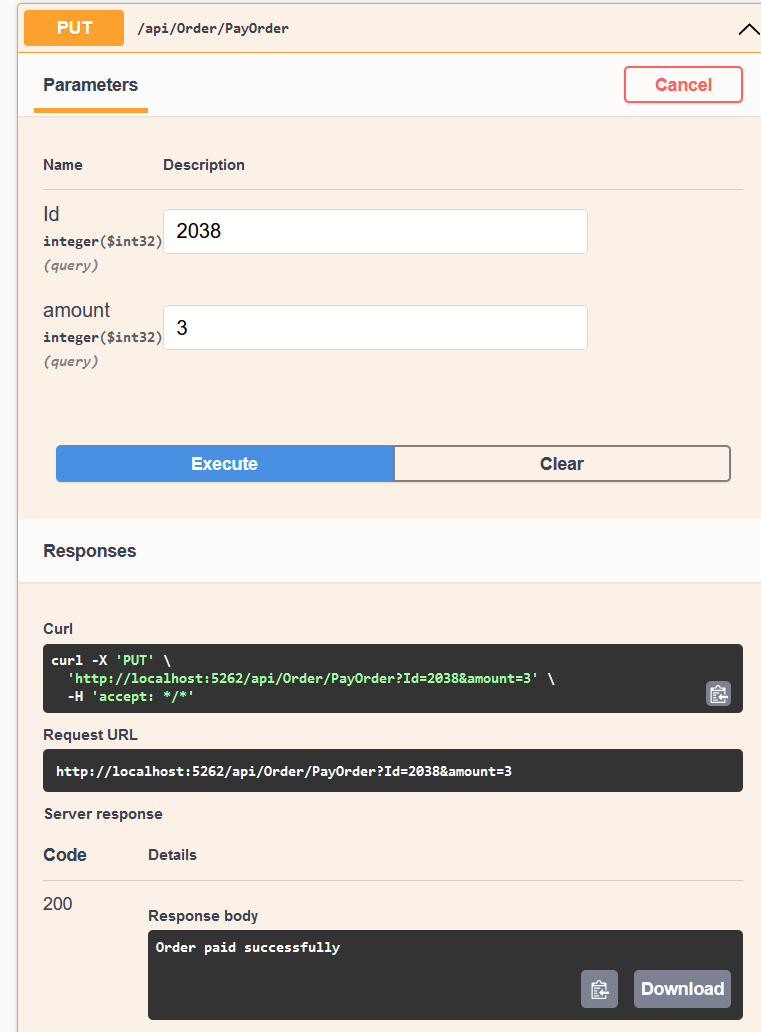 PUT /api/Order/PayOrder
Parameters
Cancel
Name Description
Id
integer($int32)
(query)
2038
amount
integer($int32)
(query)
3
Execute Clear
Responses
Curl
curl -X 'PUT' \
'http://localhost:5262/api/Order/PayOrder?Id=2038&amount=3' \
-H 'accept: */*'
Request URL
http://localhost:5262/api/Order/PayOrder?Id=2038&amount=3
Server response
Code Details
200
Response body
Order paid successfully
Download